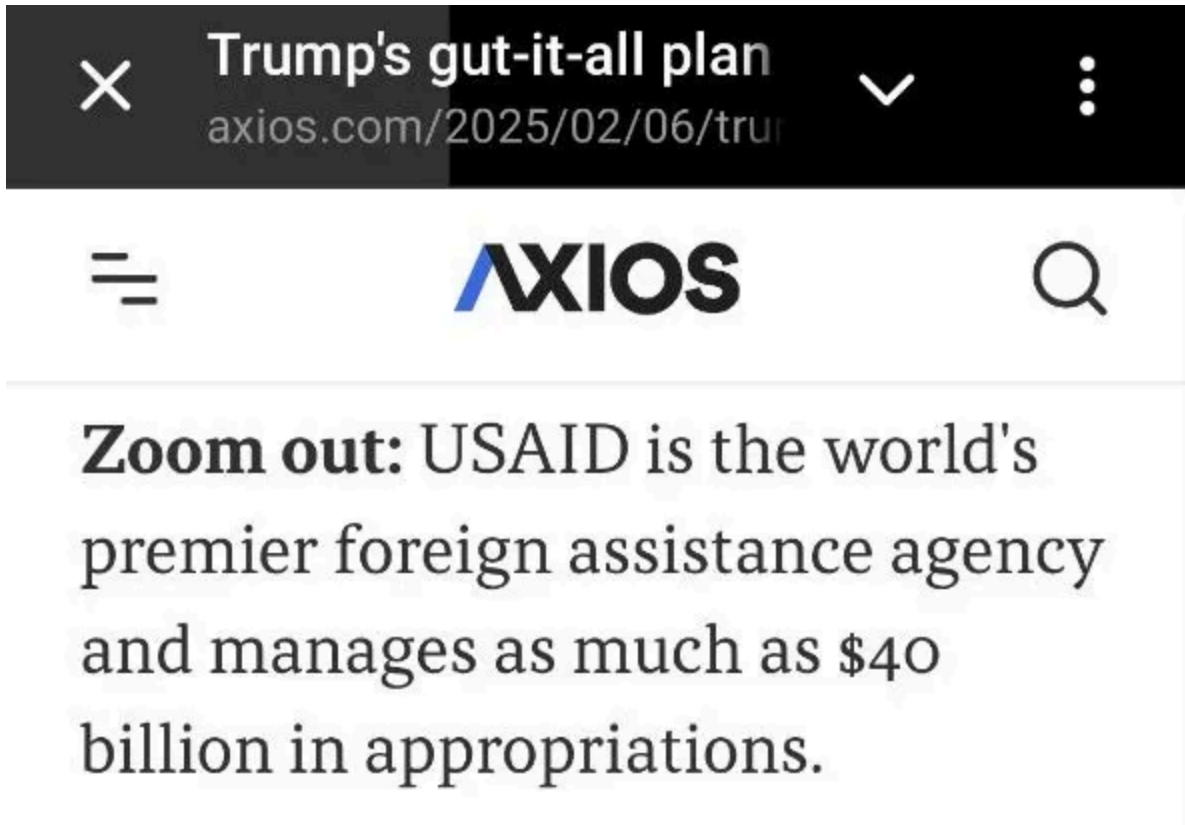 Trump's gut-it-all plan
axios.com/2025/02/06/tru
AXIOS
Zoom out: USAID is the world's
premier foreign assistance agency
and manages as much as $40
billion in appropriations.